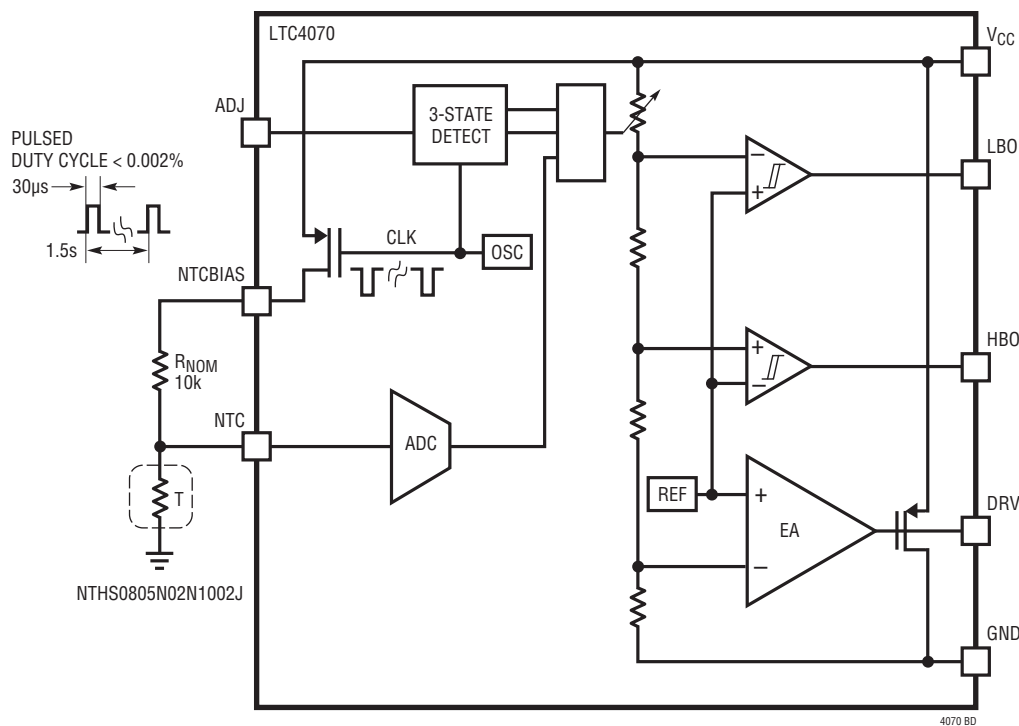 LTC4070
VCC
ADJ
3-STATE
DETECT
PULSED
DUTY CYCLE < 0.002%
30µs
1.5s
LBO
CLK
OSC
NTCBIAS
HBO
+
–
–
+
RNOM
10k
NTC
ADC
REF
+
EA
–
DRV
T
NTHS0805N02N1002J
GND
4070 BD